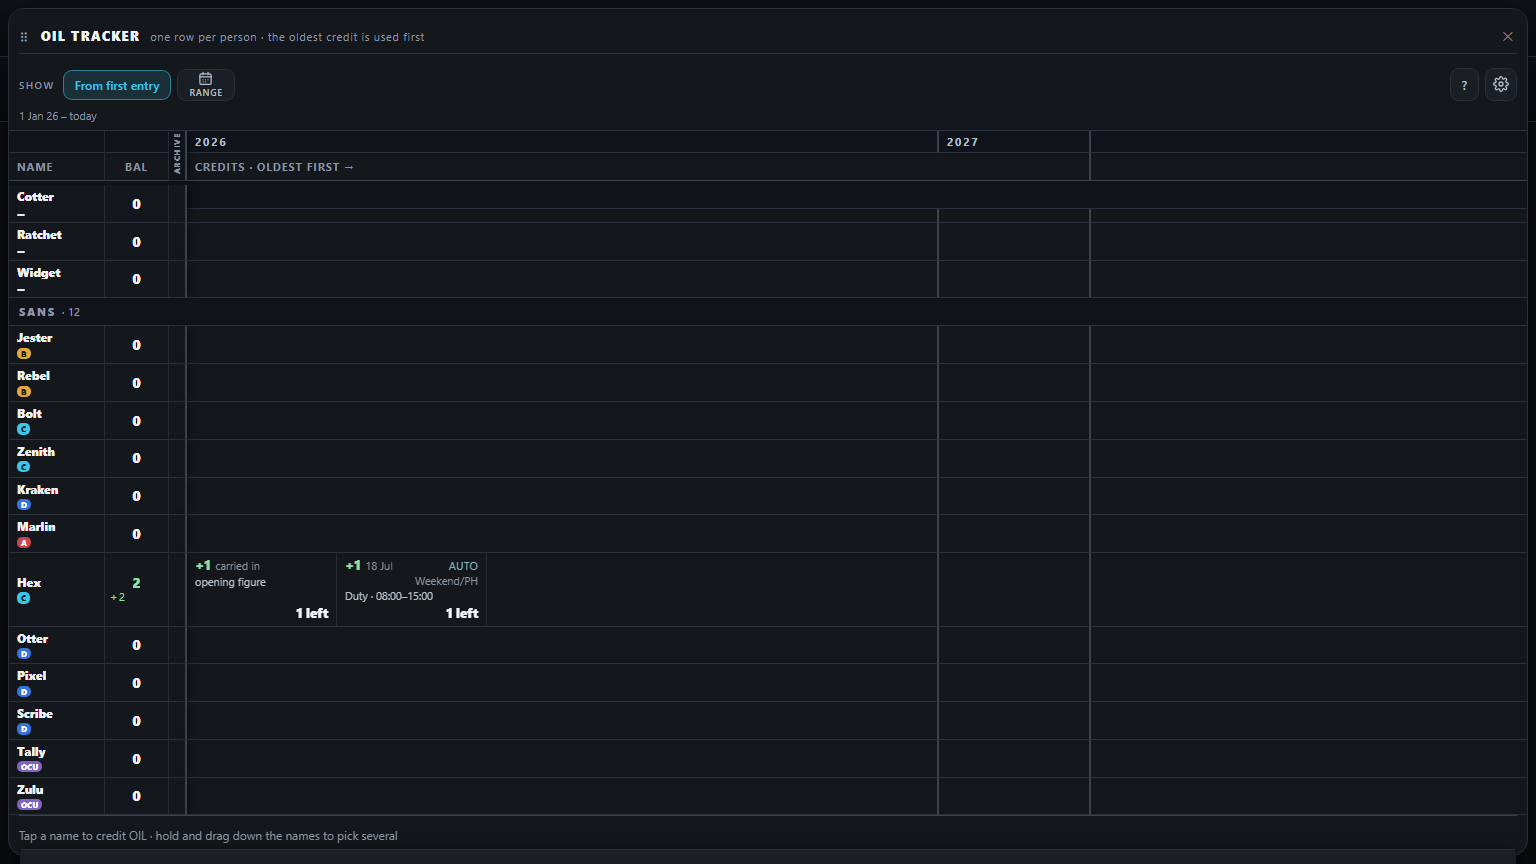 OIL TRACKER one row per person · the oldest credit is used first
SHOW From first entry RANGE ?
1 Jan 26 – today
ARCHIVE 2026 2027
NAME BAL CREDITS · OLDEST FIRST →
Cotter 0
–
Ratchet 0
–
Widget 0
–
SANS · 12
Jester 0
B
Rebel 0
B
Bolt 0
C
Zenith 0
C
Kraken 0
D
Marlin 0
A
+1 carried in +1 18 Jul AUTO
Hex 2 opening figure Weekend/PH
C +2 Duty · 08:00–15:00
1 left 1 left
Otter 0
D
Pixel 0
D
Scribe 0
D
Tally 0
OCU
Zulu 0
OCU
Tap a name to credit OIL · hold and drag down the names to pick several